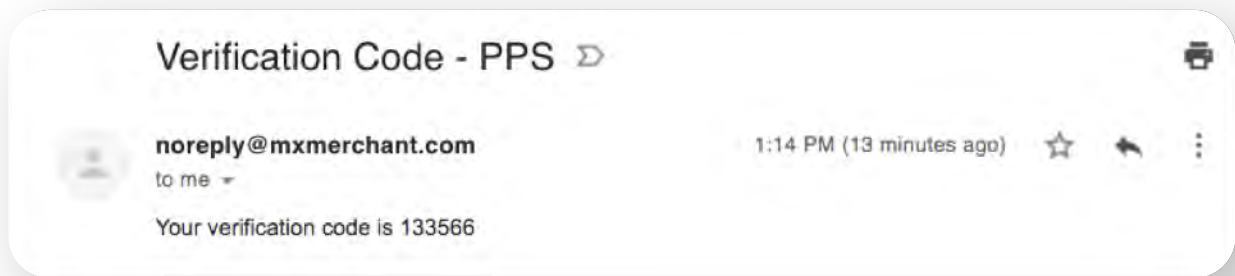 Verification Code - PPS
noreply@mxmerchant.com
1:14 PM (13 minutes ago)
to me
Your verification code is 133566